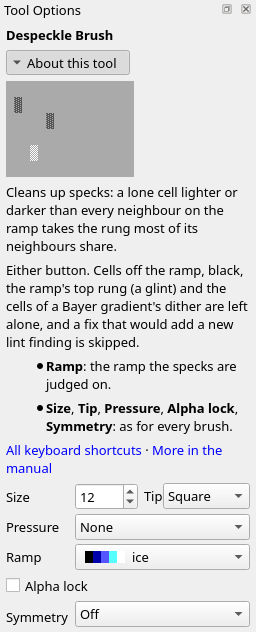 Tool Options
Despeckle Brush
About this tool
Cleans up specks: a lone cell lighter or
darker than every neighbour on the
ramp takes the rung most of its
neighbours share.
Either button. Cells off the ramp, black,
the ramp's top rung (a glint) and the
cells of a Bayer gradient's dither are left
alone, and a fix that would add a new
lint finding is skipped.
• Ramp: the ramp the specks are
judged on.
• Size, Tip, Pressure, Alpha lock,
Symmetry: as for every brush.
All keyboard shortcuts · More in the
manual
Size 12 Tip Square
Pressure None
Ramp ice
Alpha lock
Symmetry Off